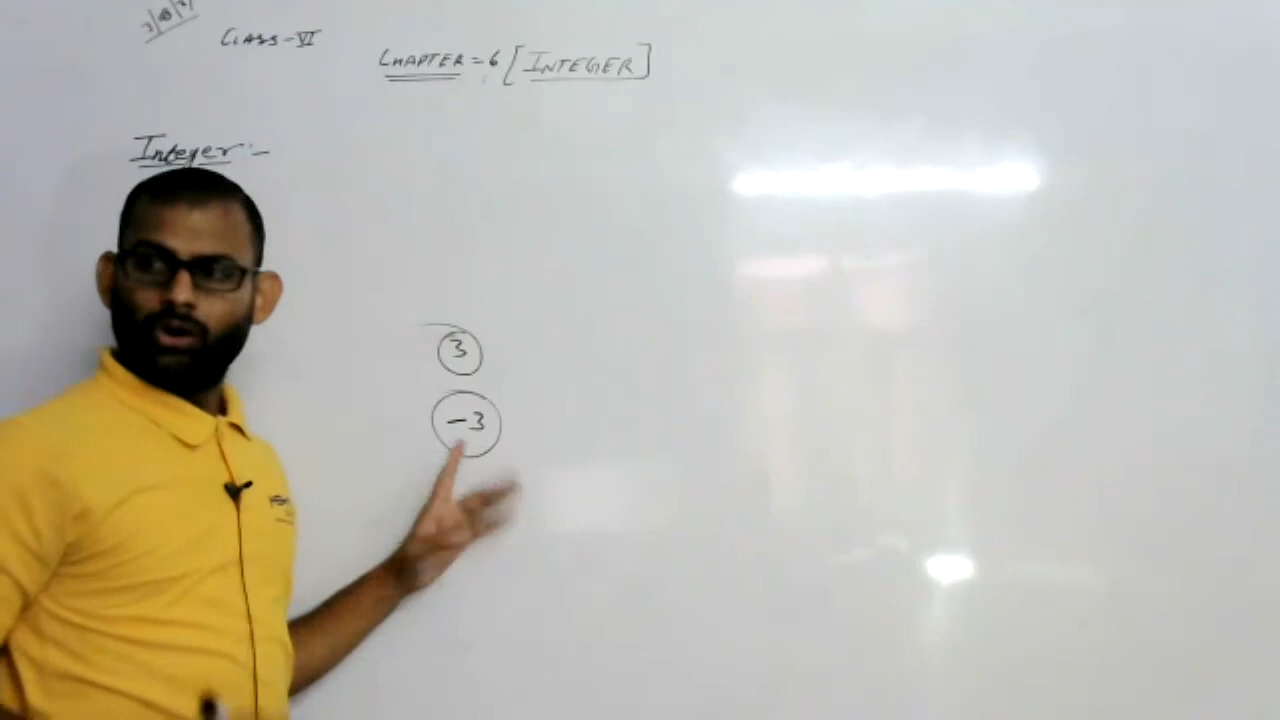 CLASS-VI
CHAPTER = 6 [INTEGER]
Integer :-
3
-3